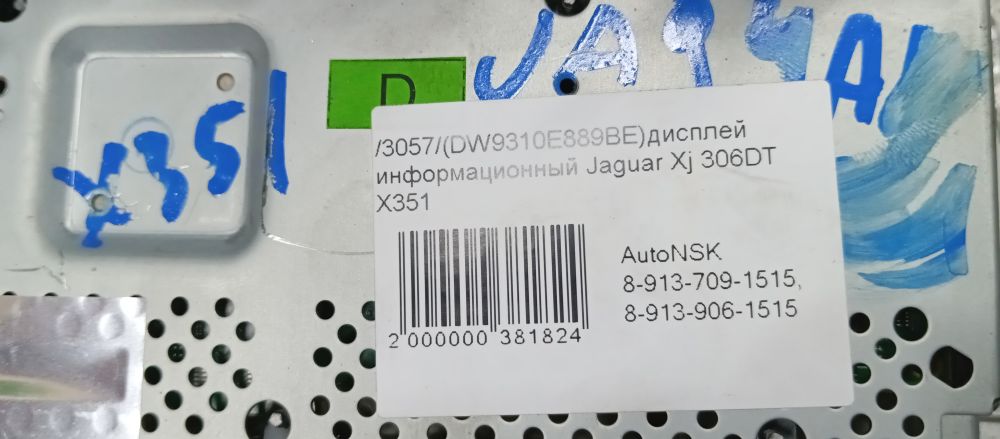 X351
D
JAGUAR
/3057/(DW9310E889BE)дисплей
информационный Jaguar Xj 306DT
X351
AutoNSK
8-913-709-1515,
8-913-906-1515
2 000000 381824